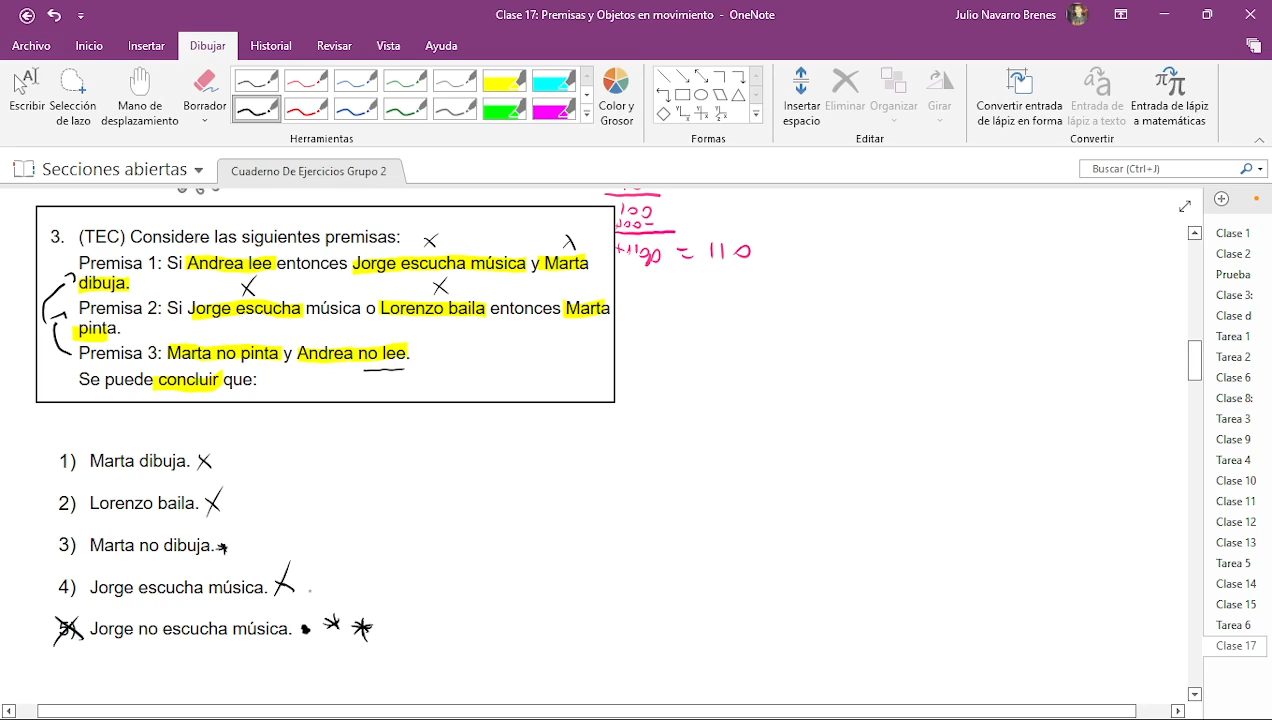 Clase 17: Premisas y Objetos en movimiento - OneNote
Julio Navarro Brenes
Archivo Inicio Insertar Dibujar Historial Revisar Vista Ayuda
Escribir Selección de lazo Mano de desplazamiento Borrador Color y Grosor Insertar espacio Eliminar Organizar Girar Convertir entrada de lápiz en forma Entrada de lápiz a texto Entrada de lápiz a matemáticas
Herramientas Formas Editar Convertir
Secciones abiertas Cuaderno De Ejercicios Grupo 2 Buscar (Ctrl+J)
3. (TEC) Considere las siguientes premisas:
Premisa 1: Si Andrea lee entonces Jorge escucha música y Marta
dibuja.
Premisa 2: Si Jorge escucha música o Lorenzo baila entonces Marta
pinta.
Premisa 3: Marta no pinta y Andrea no lee.
Se puede concluir que:
= 110
1) Marta dibuja.
2) Lorenzo baila.
3) Marta no dibuja.
4) Jorge escucha música.
5) Jorge no escucha música.
Clase 1
Clase 2
Prueba
Clase 3:
Clase d
Tarea 1
Tarea 2
Clase 6
Clase 8:
Tarea 3
Clase 9
Tarea 4
Clase 10
Clase 11
Clase 12
Clase 13
Tarea 5
Clase 14
Clase 15
Tarea 6
Clase 17